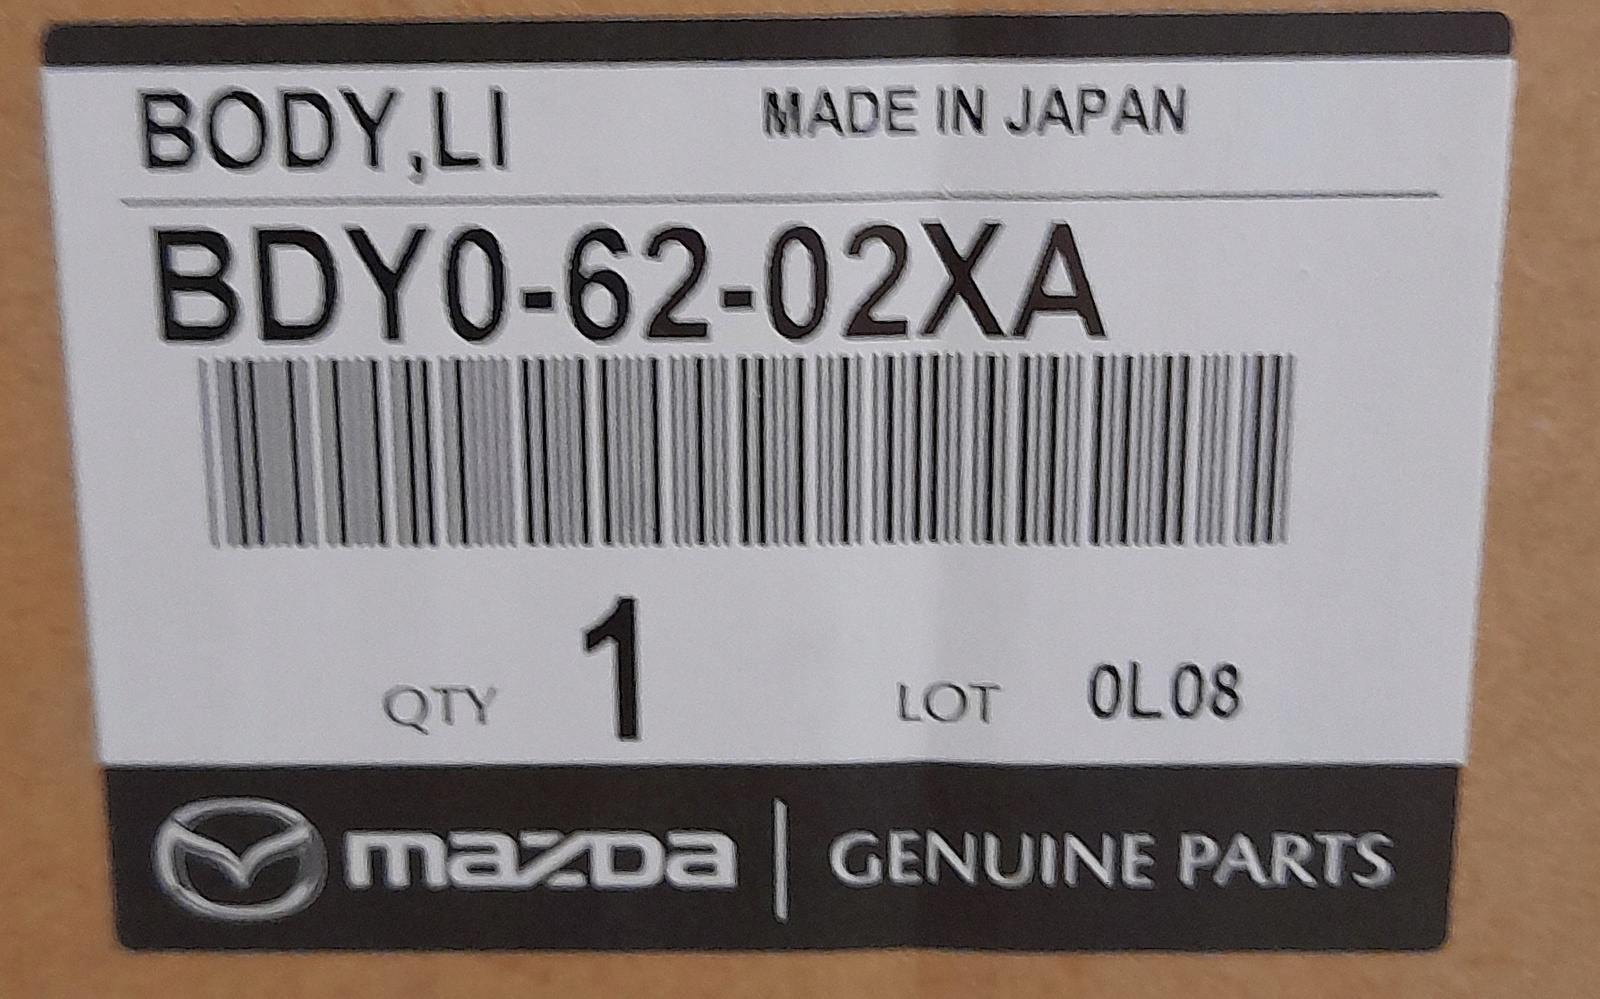 BODY,LI MADE IN JAPAN
BDY0-62-02XA
QTY 1 LOT 0L08
mazda | GENUINE PARTS